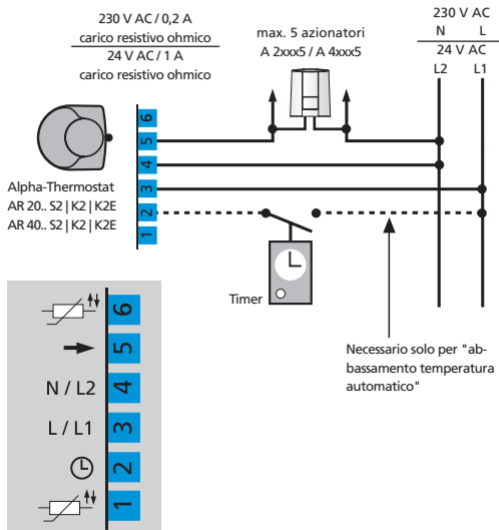 230 V AC / 0,2 A
carico resistivo ohmico
24 V AC / 1 A
carico resistivo ohmico
max. 5 azionatori
A 2xxx5 / A 4xxx5
230 V AC
N L
24 V AC
L2 L1
6
5
4
3
2
1
Alpha-Thermostat
AR 20.. S2 | K2 | K2E
AR 40.. S2 | K2 | K2E
Timer
Necessario solo per "ab-
bassamento temperatura
automatico"
6
5
N / L2 4
L / L1 3
2
1